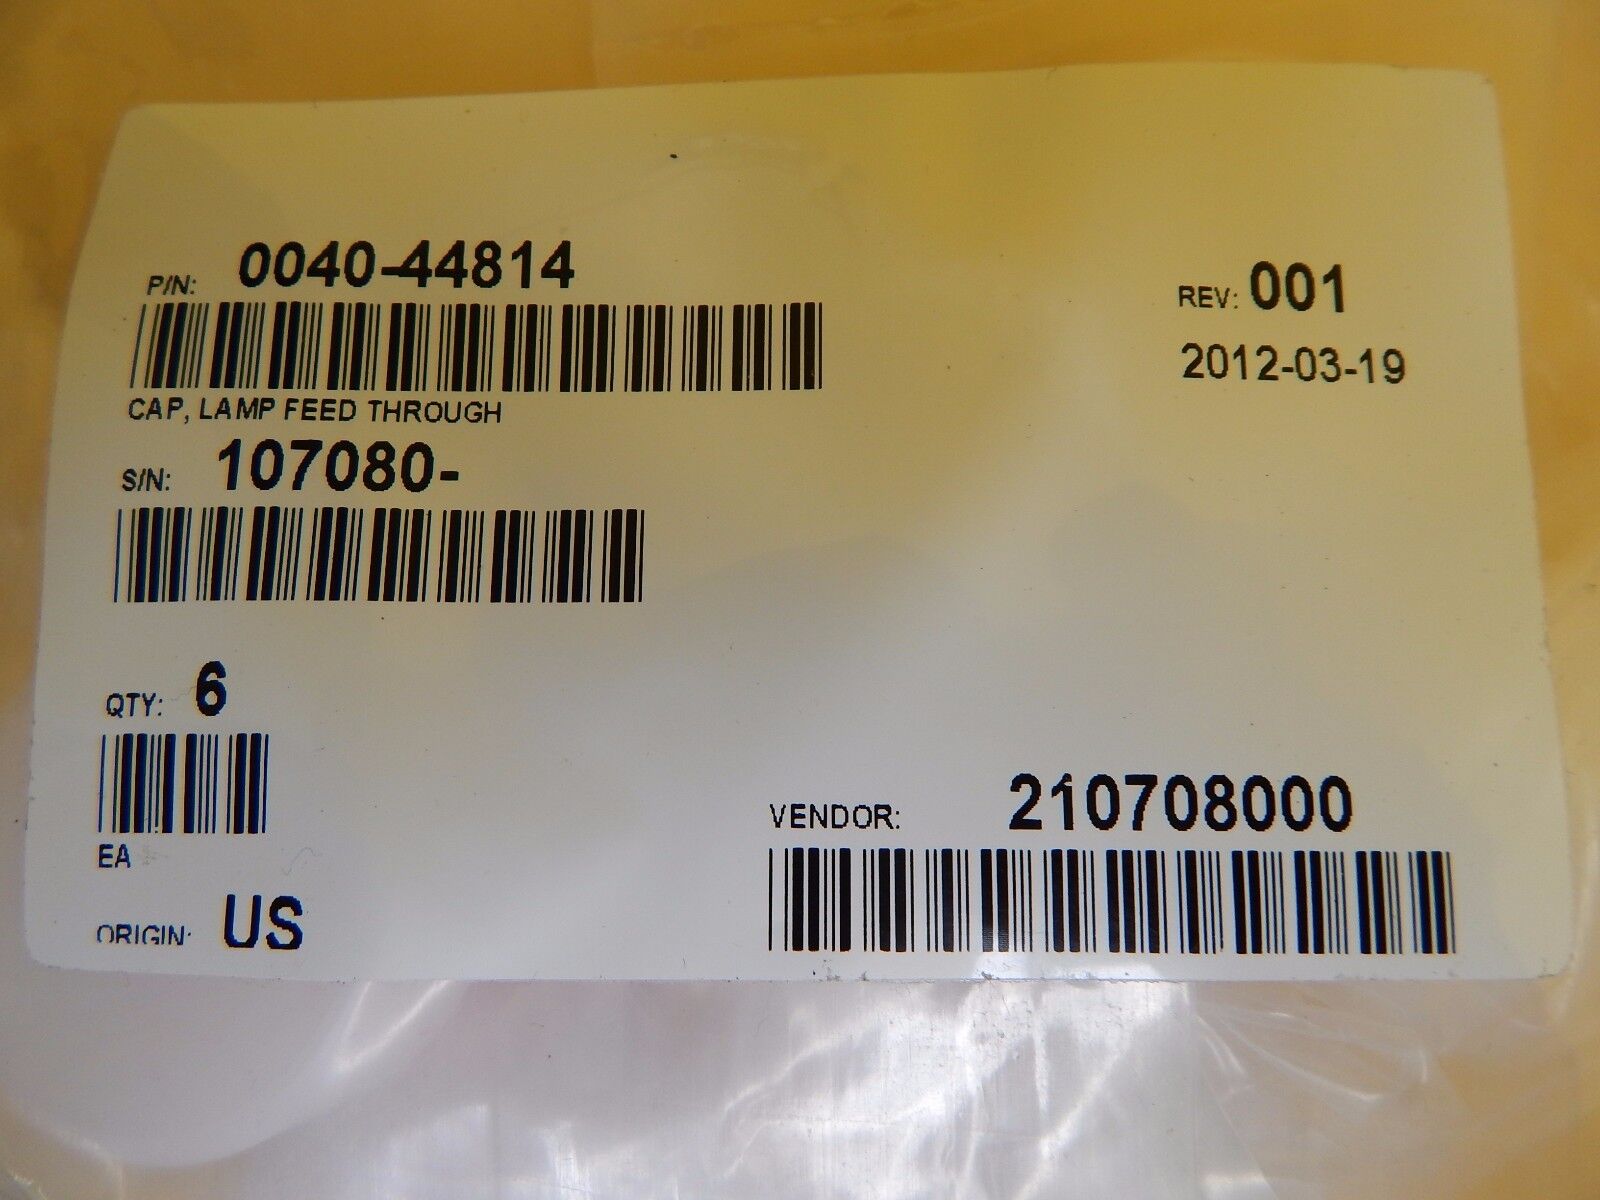 P/N: 0040-44814
REV: 001
2012-03-19
CAP, LAMP FEED THROUGH
S/N: 107080-
QTY: 6
EA
VENDOR: 210708000
ORIGIN: US